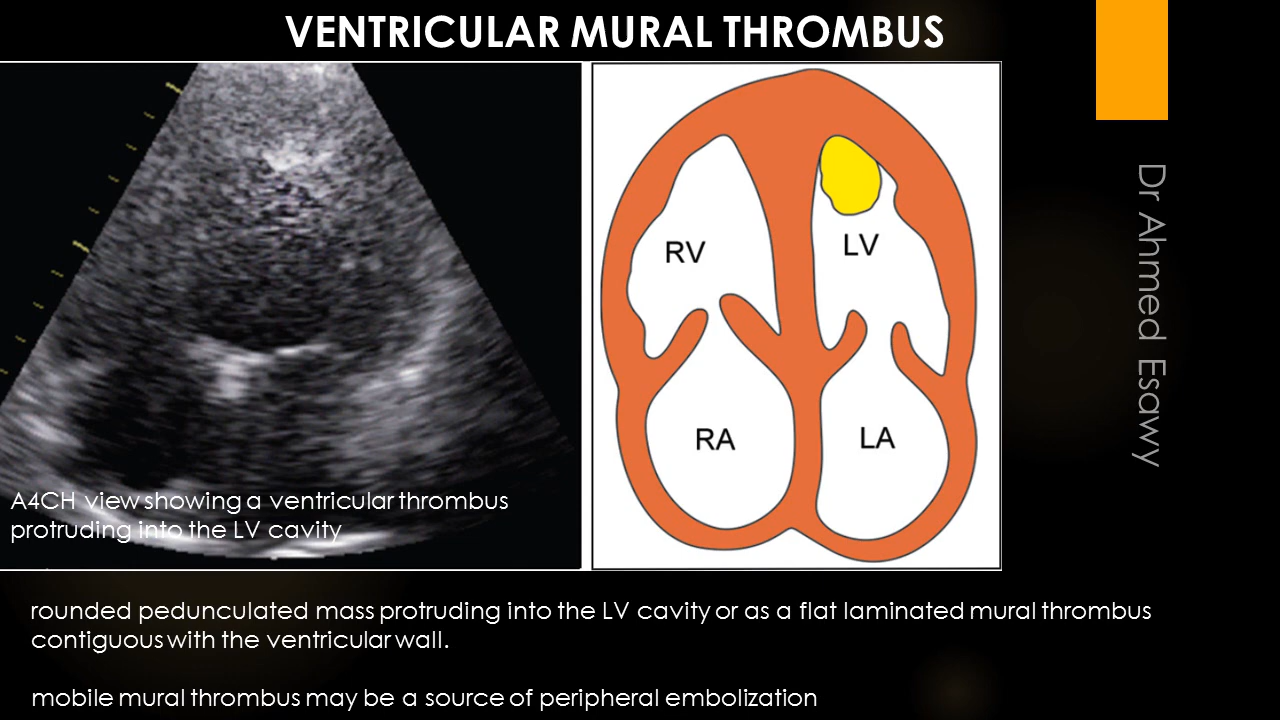 VENTRICULAR MURAL THROMBUS
RV
LV
RA
LA
A4CH view showing a ventricular thrombus
protruding into the LV cavity
rounded pedunculated mass protruding into the LV cavity or as a flat laminated mural thrombus
contiguous with the ventricular wall.
mobile mural thrombus may be a source of peripheral embolization
Dr Ahmed Esawy